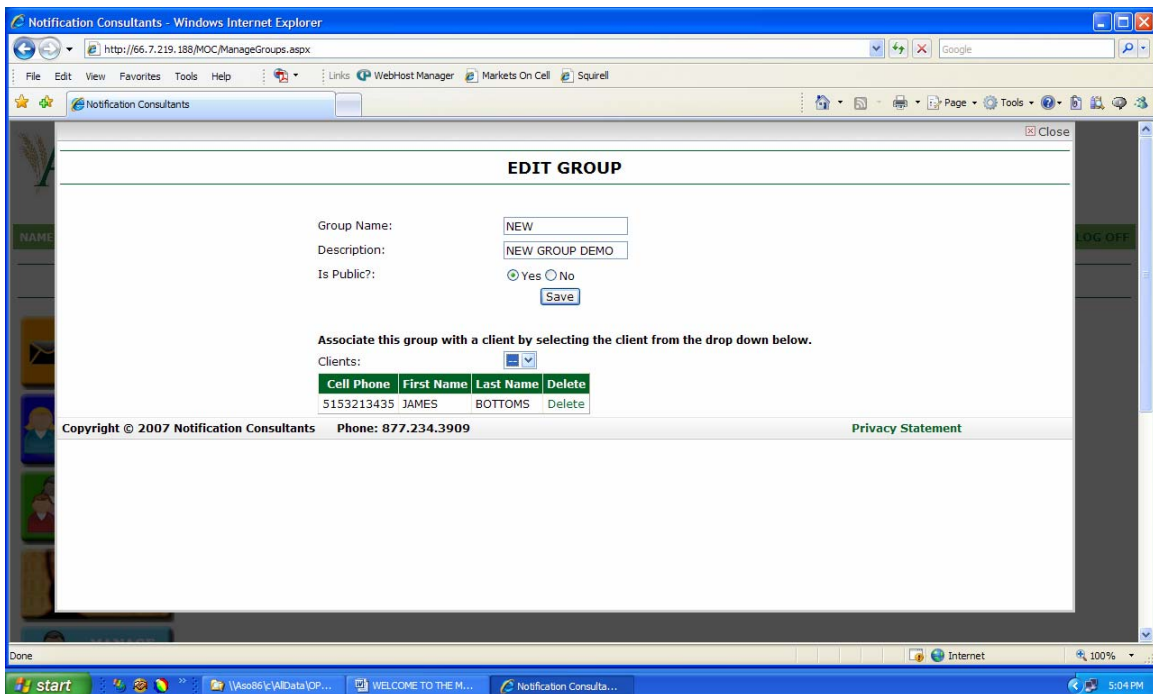 Notification Consultants - Windows Internet Explorer
http://66.7.219.188/MOC/ManageGroups.aspx
Google
File Edit View Favorites Tools Help Links WebHost Manager Markets On Cell Squirell
Notification Consultants Page Tools
Close
EDIT GROUP
NAME LOG OFF
Group Name: NEW
Description: NEW GROUP DEMO
Is Public?: Yes No
Save
Associate this group with a client by selecting the client from the drop down below.
Clients: --
Cell Phone First Name Last Name Delete
5153213435 JAMES BOTTOMS Delete
Copyright © 2007 Notification Consultants Phone: 877.234.3909 Privacy Statement
MANAGE
Done Internet 100%
start \\Aso86\c\AllData\OP... WELCOME TO THE M... Notification Consulta... 5:04 PM